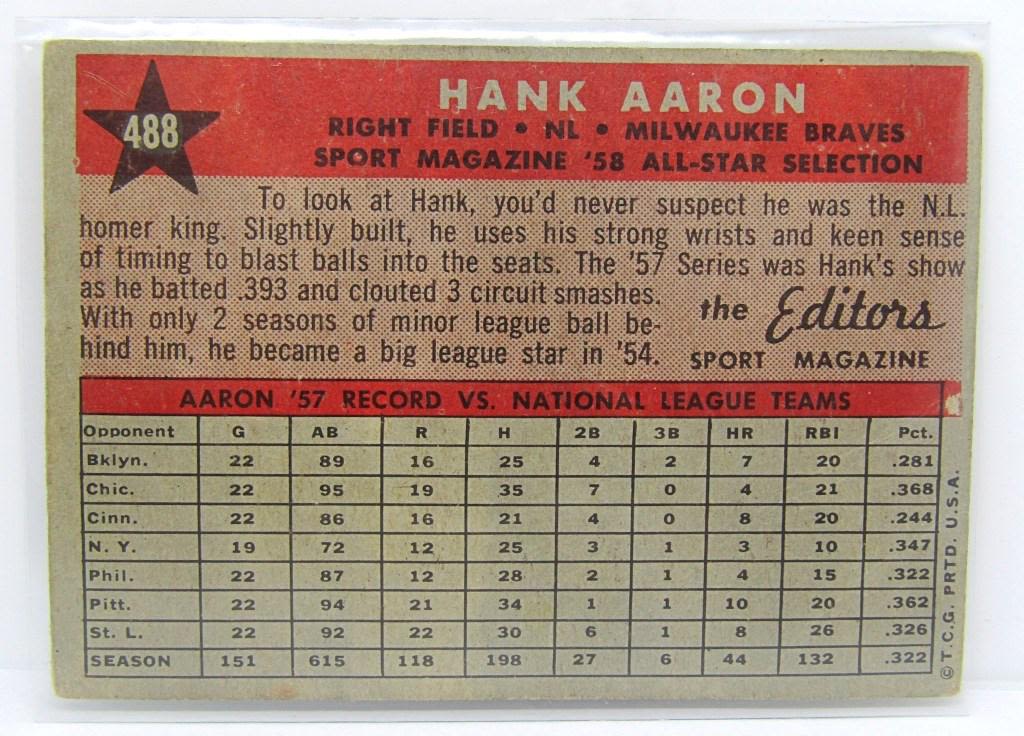 488
HANK AARON
RIGHT FIELD • NL • MILWAUKEE BRAVES
SPORT MAGAZINE '58 ALL-STAR SELECTION
To look at Hank, you'd never suspect he was the N.L.
homer king. Slightly built, he uses his strong wrists and keen sense
of timing to blast balls into the seats. The '57 Series was Hank's show
as he batted .393 and clouted 3 circuit smashes.
With only 2 seasons of minor league ball be-
hind him, he became a big league star in '54.
the Editors
SPORT MAGAZINE
AARON '57 RECORD VS. NATIONAL LEAGUE TEAMS
Opponent G AB R H 2B 3B HR RBI Pct.
Bklyn. 22 89 16 25 4 2 7 20 .281
Chic. 22 95 19 35 7 0 4 21 .368
Cinn. 22 86 16 21 4 0 8 20 .244
N. Y. 19 72 12 25 3 1 3 10 .347
Phil. 22 87 12 28 2 1 4 15 .322
Pitt. 22 94 21 34 1 1 10 20 .362
St. L. 22 92 22 30 6 1 8 26 .326
SEASON 151 615 118 198 27 6 44 132 .322
© T.C.G. PRTD. U.S.A.